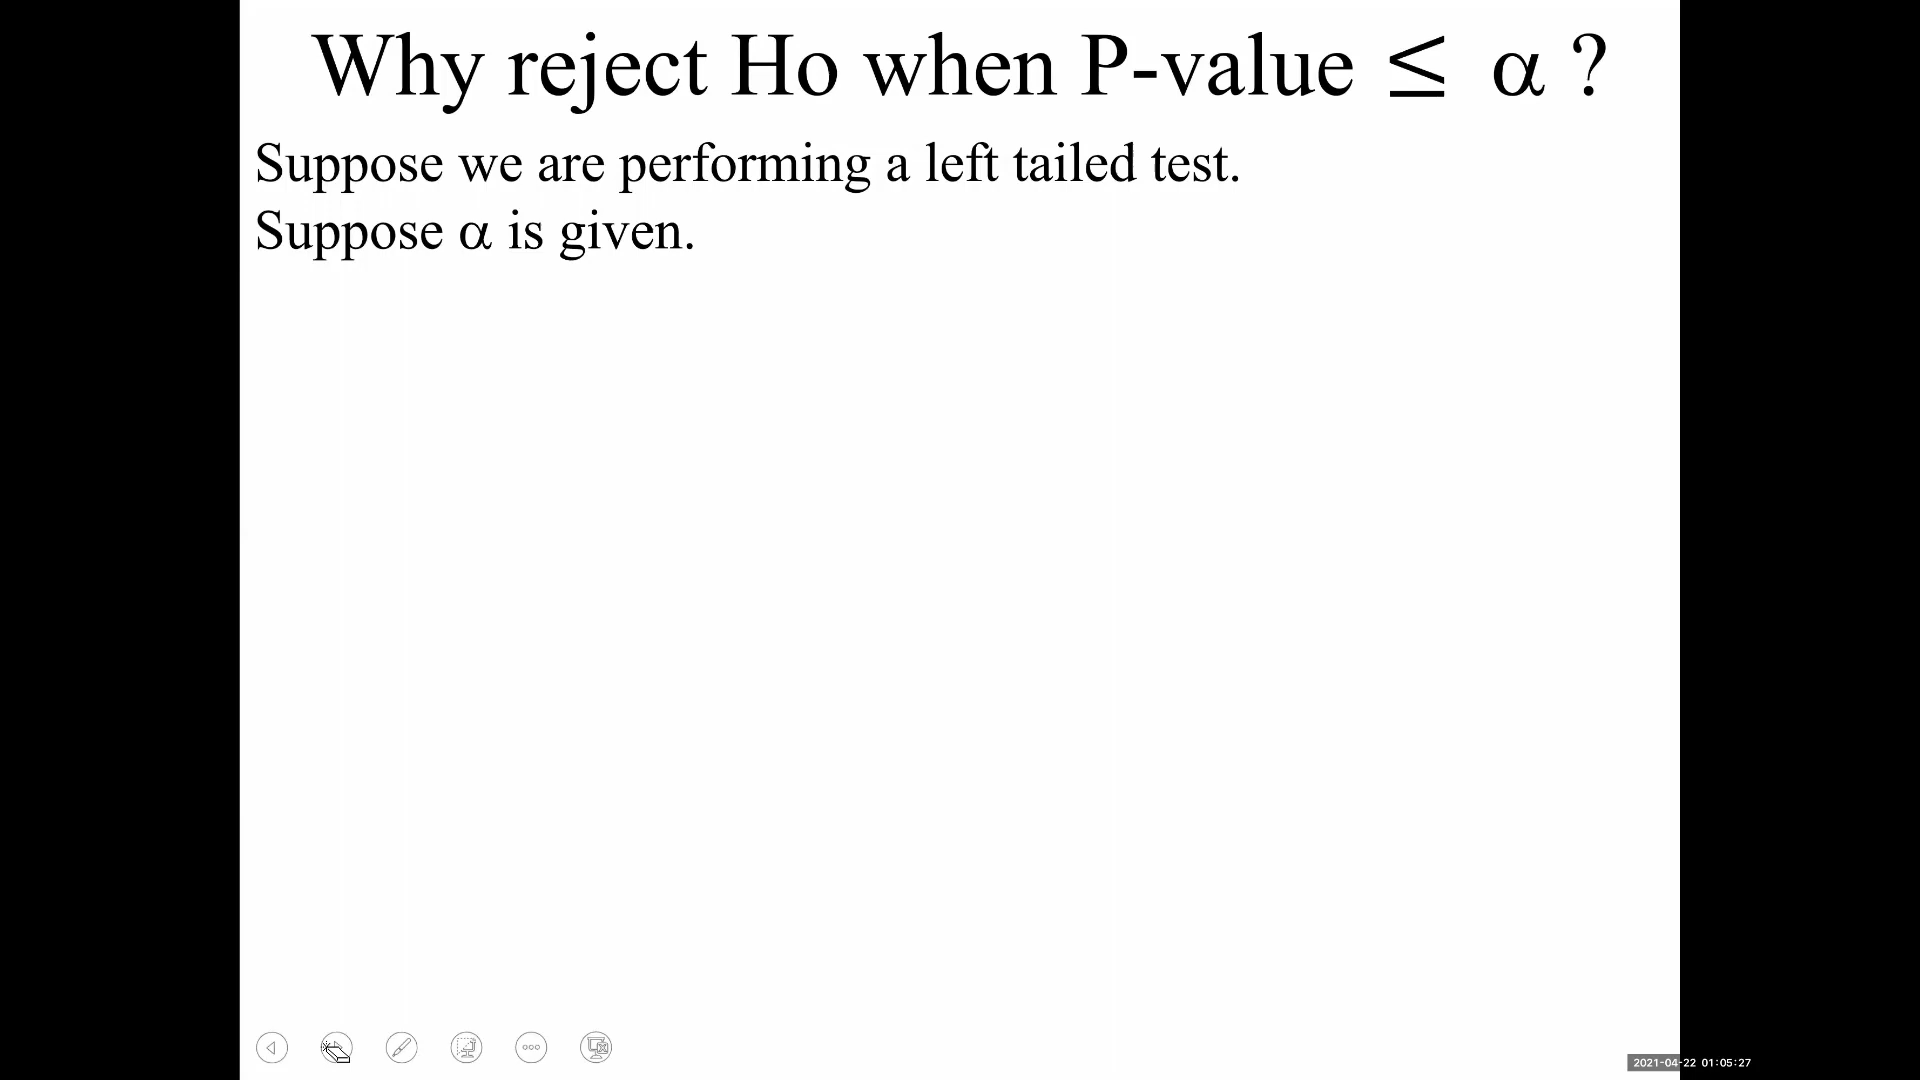 Why reject Ho when P-value ≤ α ?
Suppose we are performing a left tailed test.
Suppose α is given.
2021-04-22 01:05:27